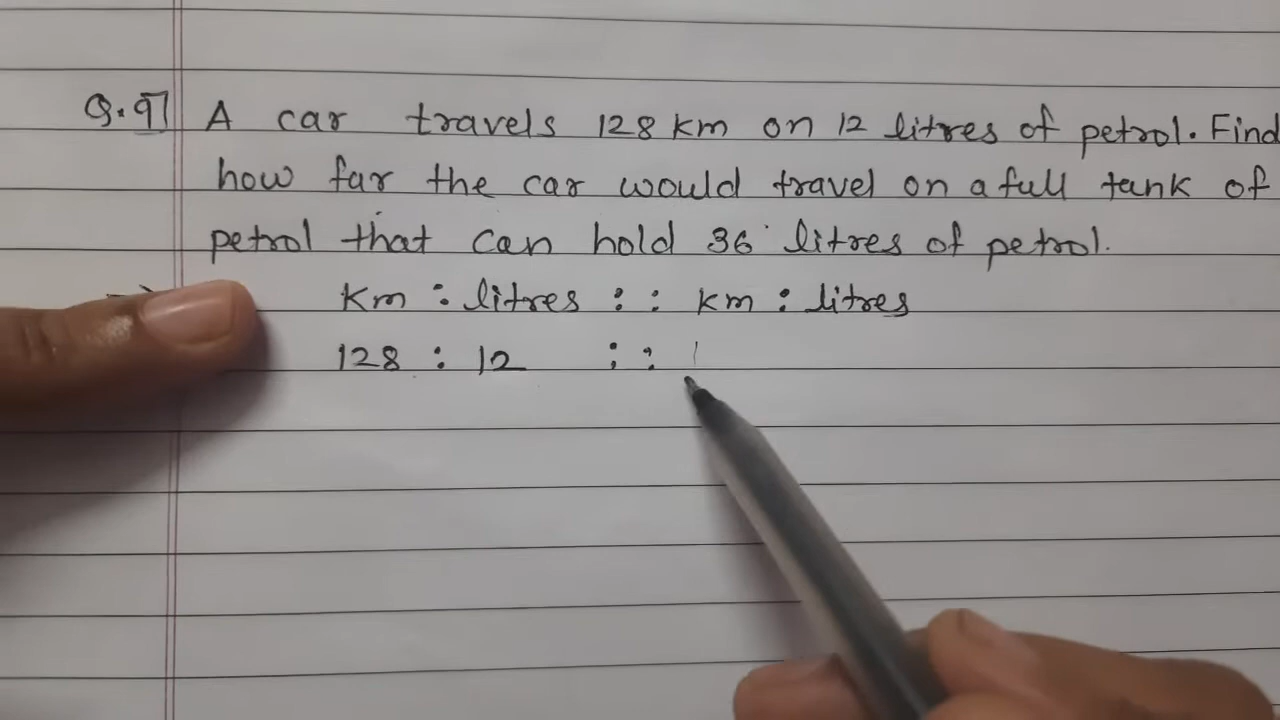 Q.9] A car travels 128 km on 12 litres of petrol. Find
how far the car would travel on a full tank of
petrol that can hold 36 litres of petrol.
Km : litres : : km : litres
128 : 12 : :